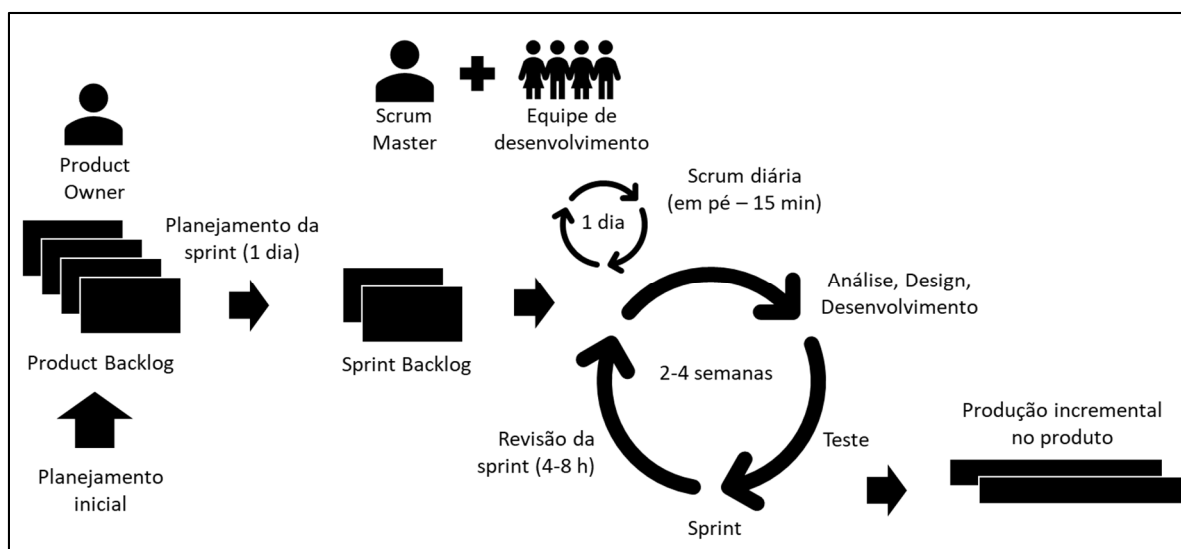 Scrum
Master
Equipe de
desenvolvimento
Product
Owner
Scrum diária
(em pé – 15 min)
1 dia
Planejamento da
sprint (1 dia)
Análise, Design,
Desenvolvimento
Product Backlog
Sprint Backlog
2-4 semanas
Produção incremental
no produto
Revisão da
sprint (4-8 h)
Teste
Planejamento
inicial
Sprint